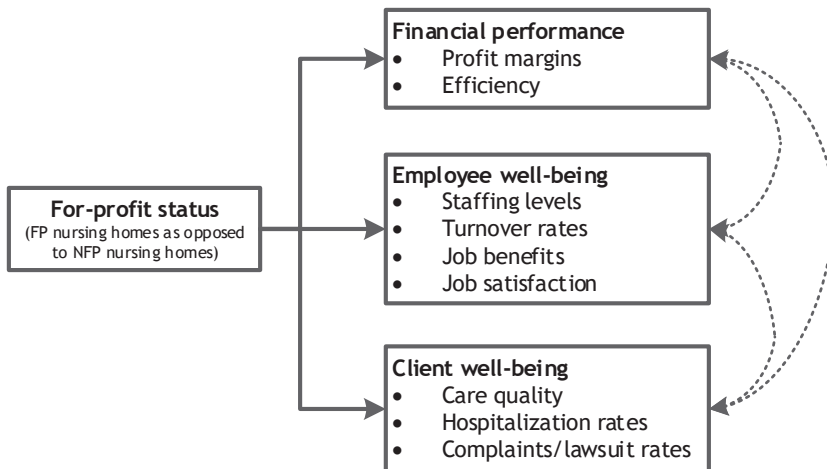 Financial performance
• Profit margins
• Efficiency
Employee well-being
• Staffing levels
• Turnover rates
• Job benefits
• Job satisfaction
For-profit status
(FP nursing homes as opposed
to NFP nursing homes)
Client well-being
• Care quality
• Hospitalization rates
• Complaints/lawsuit rates